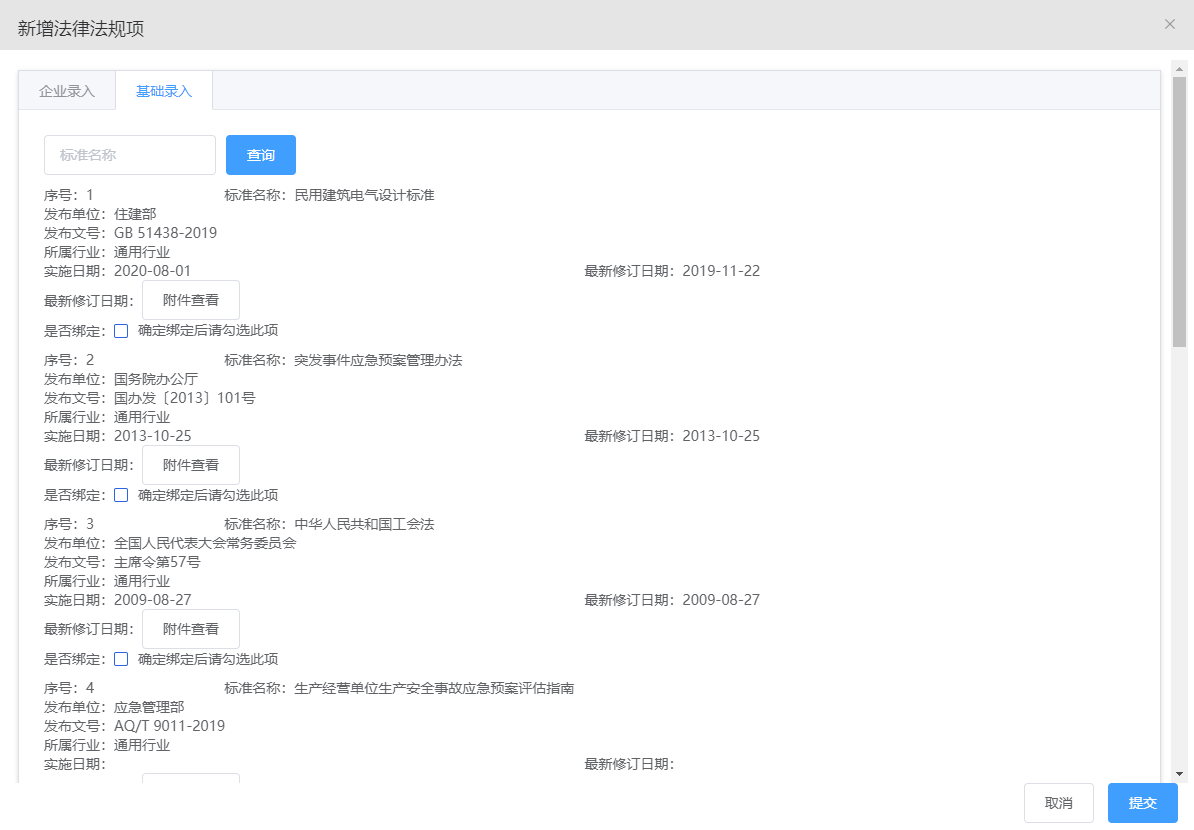 新增法律法规项
企业录入 基础录入
标准名称 查询
序号：1 标准名称：民用建筑电气设计标准
发布单位：住建部
发布文号：GB 51438-2019
所属行业：通用行业
实施日期：2020-08-01 最新修订日期：2019-11-22
最新修订日期： 附件查看
是否绑定： 确定绑定后请勾选此项
序号：2 标准名称：突发事件应急预案管理办法
发布单位：国务院办公厅
发布文号：国办发〔2013〕101号
所属行业：通用行业
实施日期：2013-10-25 最新修订日期：2013-10-25
最新修订日期： 附件查看
是否绑定： 确定绑定后请勾选此项
序号：3 标准名称：中华人民共和国工会法
发布单位：全国人民代表大会常务委员会
发布文号：主席令第57号
所属行业：通用行业
实施日期：2009-08-27 最新修订日期：2009-08-27
最新修订日期： 附件查看
是否绑定： 确定绑定后请勾选此项
序号：4 标准名称：生产经营单位生产安全事故应急预案评估指南
发布单位：应急管理部
发布文号：AQ/T 9011-2019
所属行业：通用行业
实施日期： 最新修订日期：
取消 提交